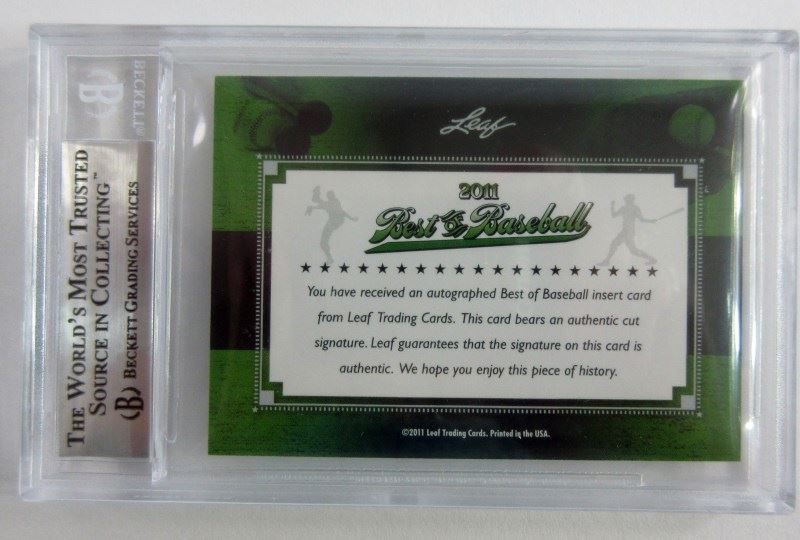 BECKETT
B
THE WORLD'S MOST TRUSTED
SOURCE IN COLLECTING™
B BECKETT GRADING SERVICES
Leaf
2011
Best of Baseball
You have received an autographed Best of Baseball insert card
from Leaf Trading Cards. This card bears an authentic cut
signature. Leaf guarantees that the signature on this card is
authentic. We hope you enjoy this piece of history.
©2011 Leaf Trading Cards. Printed in the USA.